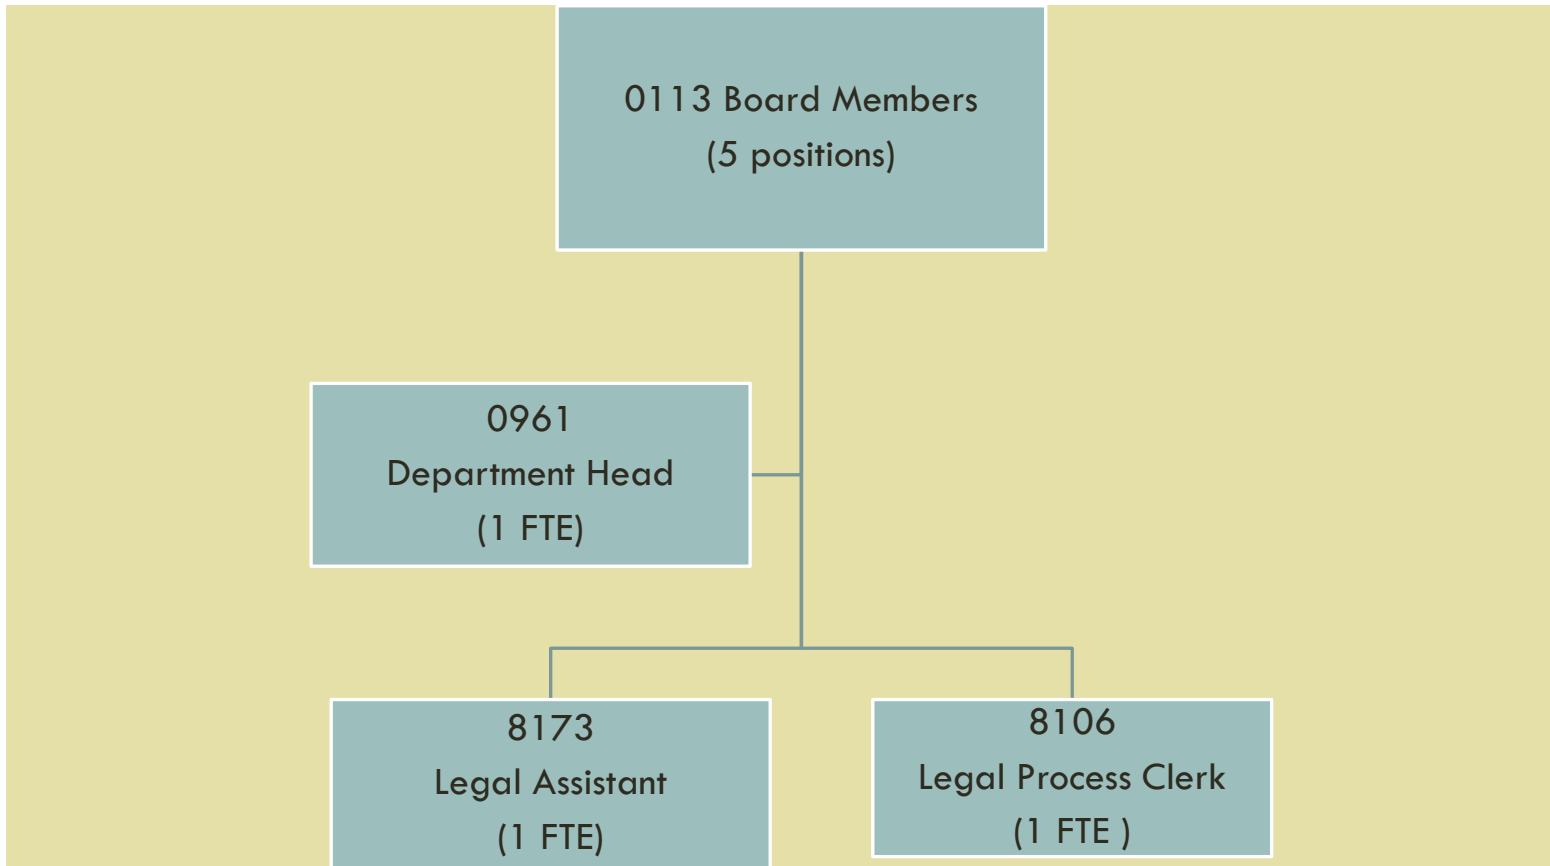 0113 Board Members
(5 positions)
0961
Department Head
(1 FTE)
8173
Legal Assistant
(1 FTE)
8106
Legal Process Clerk
(1 FTE )